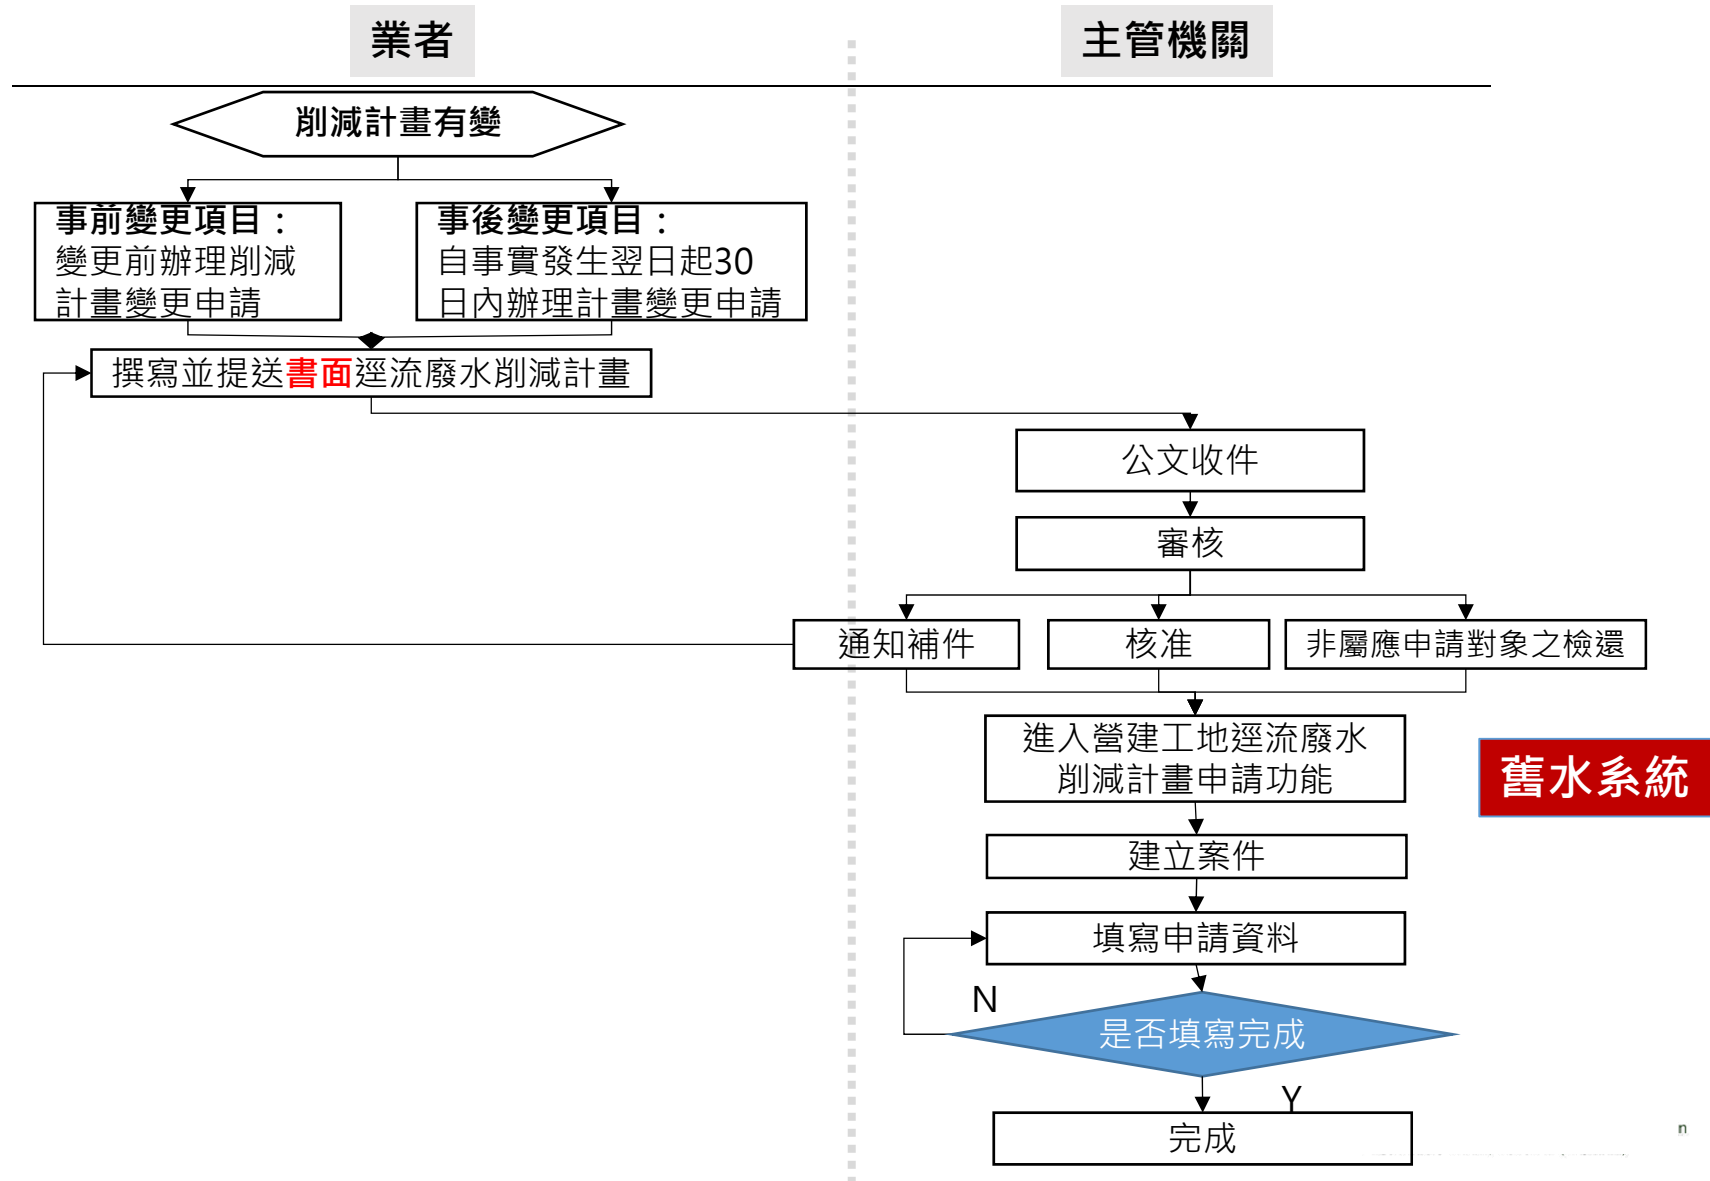 業者
主管機關
削減計畫有變
事前變更項目：
變更前辦理削減
計畫變更申請
事後變更項目：
自事實發生翌日起30
日內辦理計畫變更申請
撰寫並提送書面逕流廢水削減計畫
公文收件
審核
通知補件
核准
非屬應申請對象之檢還
進入營建工地逕流廢水
削減計畫申請功能
舊水系統
建立案件
填寫申請資料
N
是否填寫完成
Y
完成
n